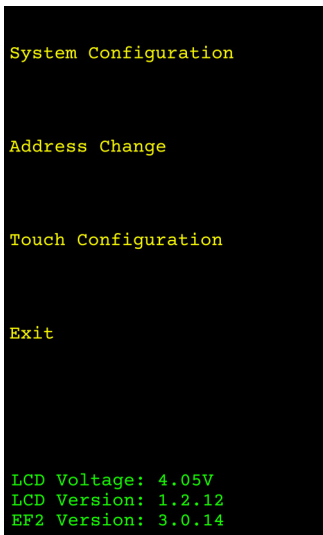 System Configuration
Address Change
Touch Configuration
Exit
LCD Voltage: 4.05V
LCD Version: 1.2.12
EF2 Version: 3.0.14